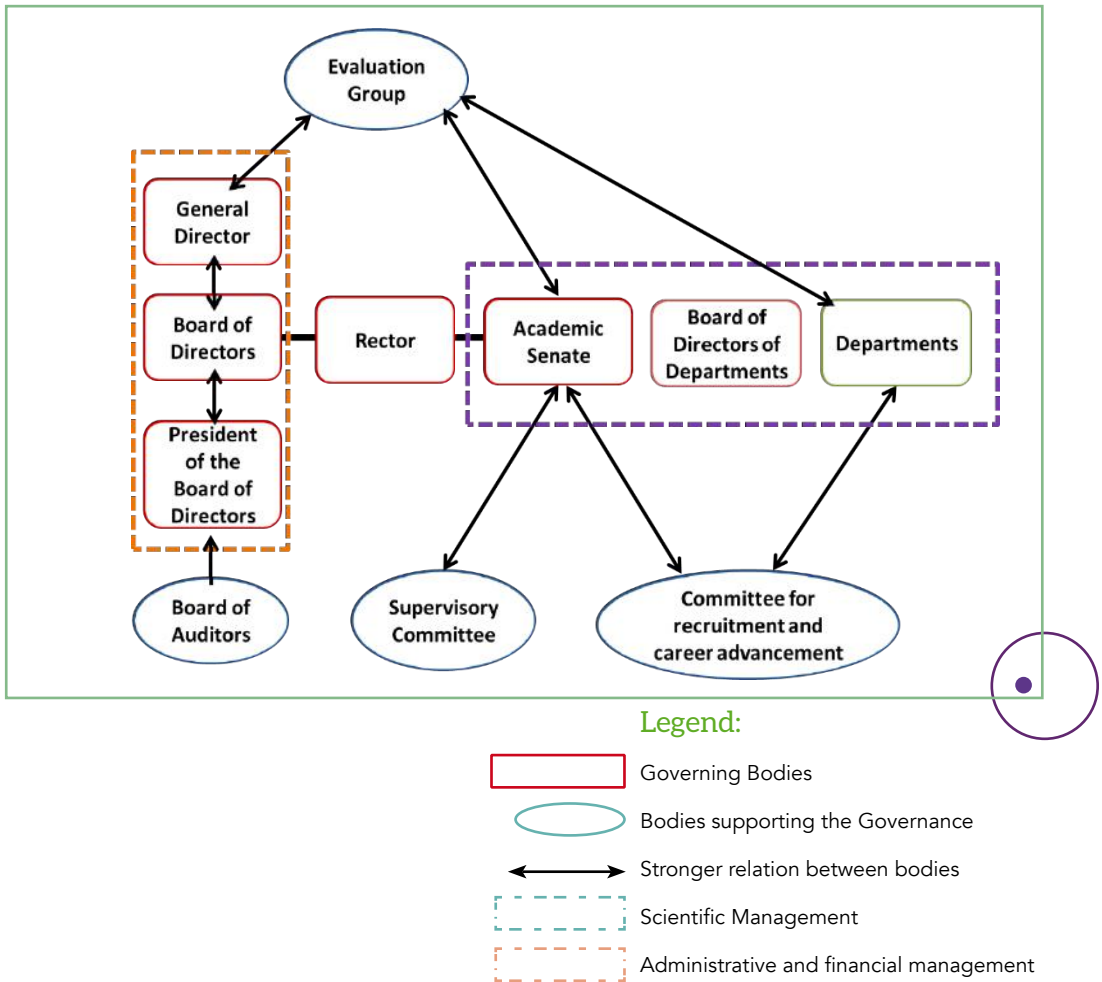 Evaluation
Group
General
Director
Board of
Directors
Rector
Academic
Senate
Board of
Directors of
Departments
Departments
President
of the
Board of
Directors
Board of
Auditors
Supervisory
Committee
Committee for
recruitment and
career advancement
Legend:
Governing Bodies
Bodies supporting the Governance
Stronger relation between bodies
Scientific Management
Administrative and financial management